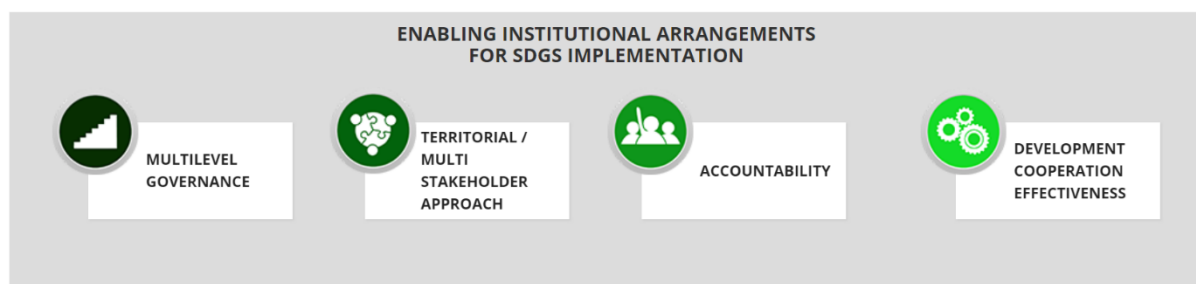 ENABLING INSTITUTIONAL ARRANGEMENTS
FOR SDGS IMPLEMENTATION
MULTILEVEL
GOVERNANCE
TERRITORIAL /
MULTI
STAKEHOLDER
APPROACH
ACCOUNTABILITY
DEVELOPMENT
COOPERATION
EFFECTIVENESS